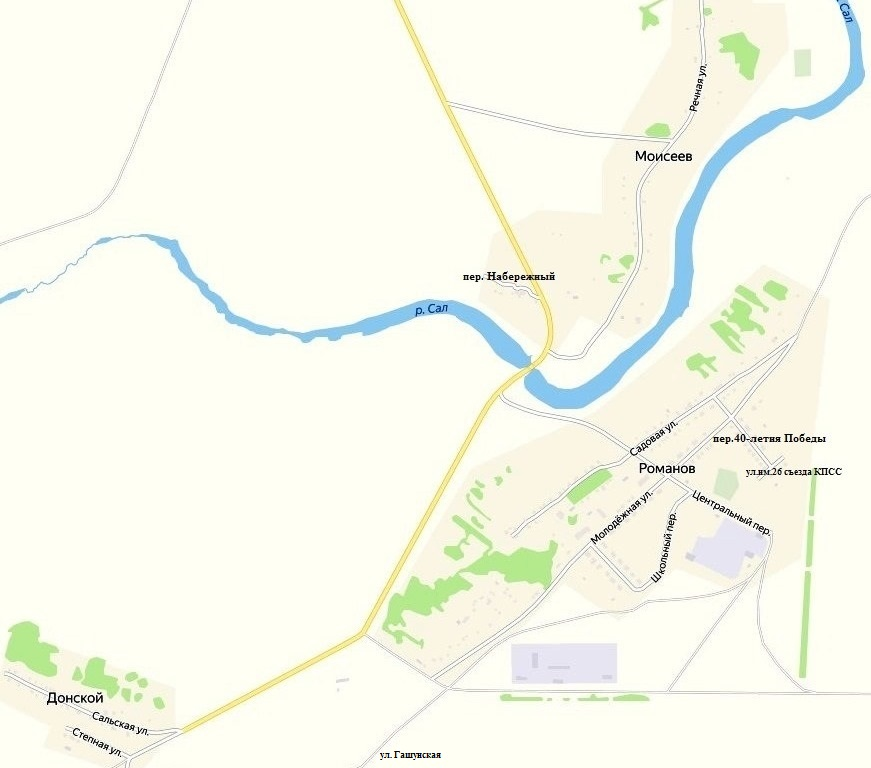 Сал
Речная ул.
Моисеев
пер. Набережный
р. Сал
Садовая ул.
пер.40-летия Победы
Романов
ул.им.26 съезда КПСС
Молодёжная ул.
Центральный пер.
Школьный пер.
Донской
Сальская ул.
Степная ул.
ул. Гашунская